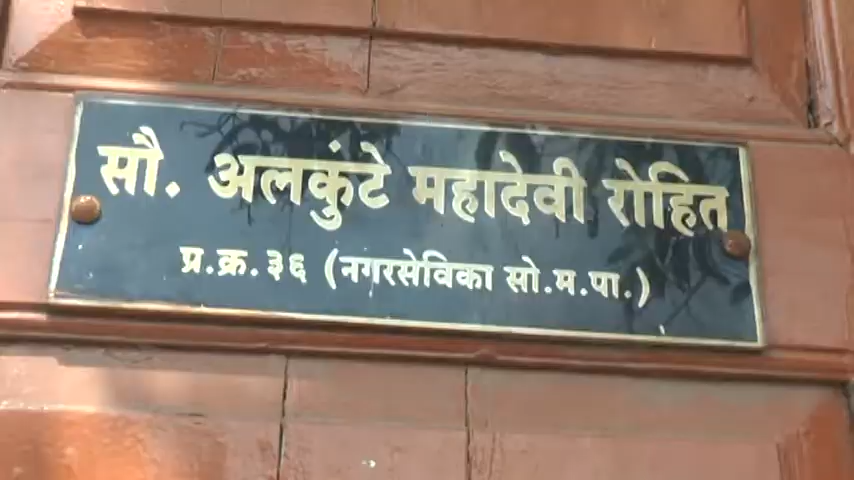 सौ. अलकुंटे महादेवी रोहित
प्र.क्र.३६ (नगरसेविका सो.म.पा.)